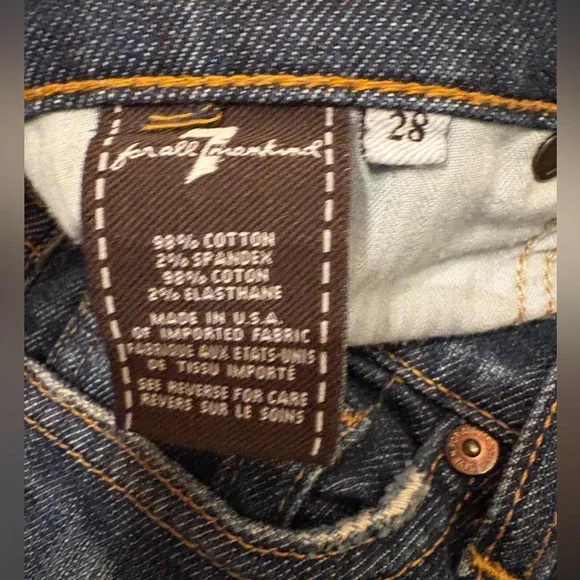 for all 7 mankind
28
98% COTTON
2% SPANDEX
98% COTON
2% ELASTHANE
MADE IN U.S.A.
OF IMPORTED FABRIC
FABRIQUE AUX ETATS-UNIS
DE TISSU IMPORTÉ
SEE REVERSE FOR CARE
REVERS SUR LE SOINS